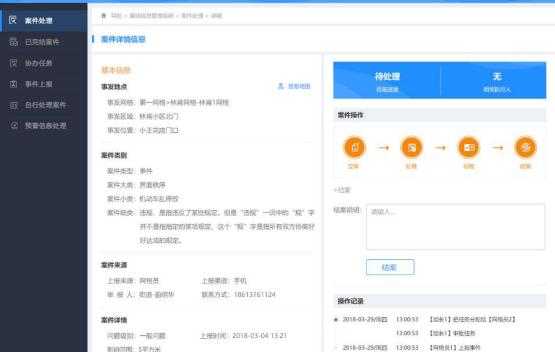 案件处理
已完结案件
协办任务
事件上报
自行处理案件
预警信息处理
导航 > 基础信息管理系统 > 案件处理 > 详细
案件详情信息
基本信息
事发地点
查看地图
事发网格：第一网格>林肯网格-林肯1网格
事发区域：林肯小区北门
事发位置：小王花店门口
案件类别
案件类型：事件
案件大类：界面秩序
案件小类：机动车乱停放
案件细类：违规，是指违反了某些规定。但是“违规”一词中的“规”字
并不是指指定的某项规定，这个“规”字是指所有双方协商好
好达成的规定。
案件来源
上报来源：网格员 上报渠道：手机
举 报 人：街道-曲明华 联系方式：18613761124
案件详情
问题级别：一般问题 上报时间：2018-03-04 13:21
影响范围：5平方米
待处理
目前进度
无
相关执行人
案件操作
立案
处理
验收
结案
>结案
结案说明：
请输入...
结案
操作记录
2018-03-29/周四 13:00:53 【组长1】把任务分拨给【网格员2】
13:00:53 【组长1】审批任务
2018-03-29/周四 13:00:53 【网格员1】上报事件